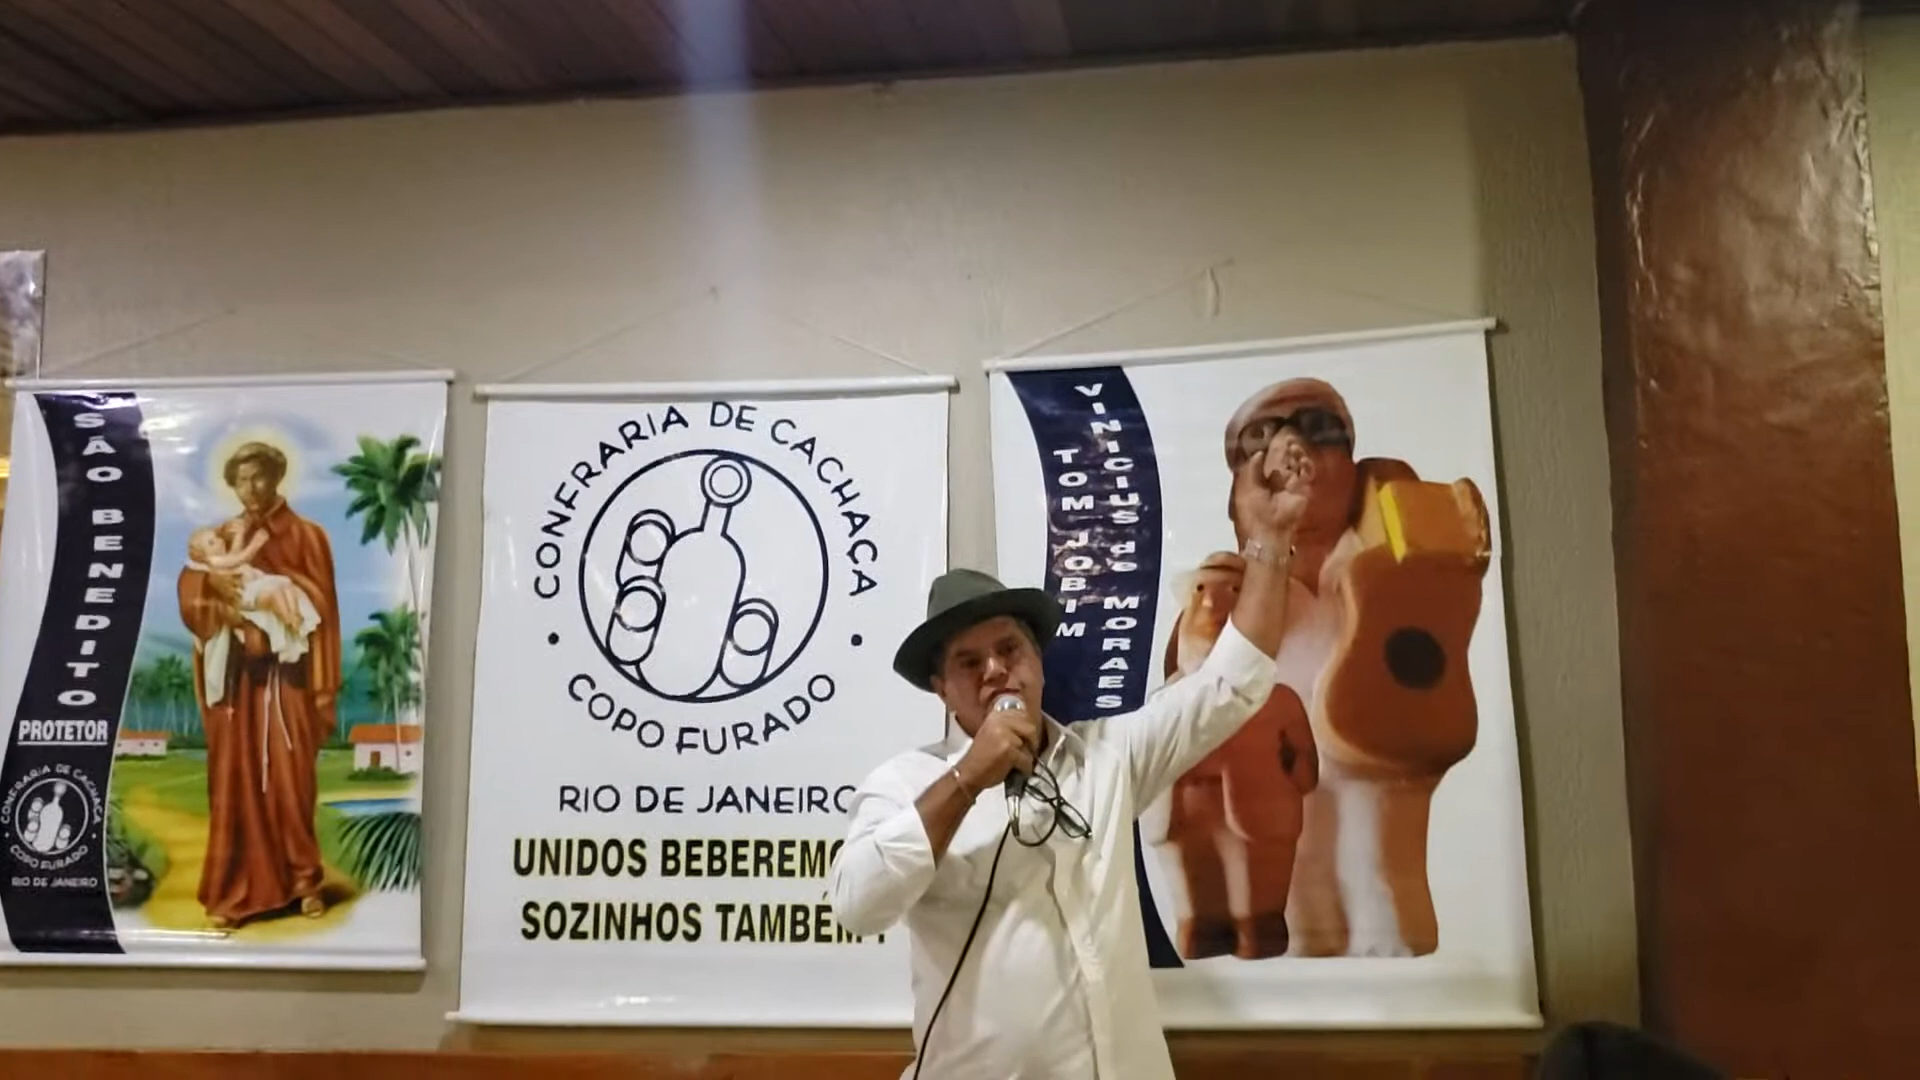 SÃO BENEDITO
PROTETOR
CONFRARIA DE CACHAÇA
COPO FURADO
RIO DE JANEIRO
CONFRARIA DE CACHAÇA
• COPO FURADO •
RIO DE JANEIRO
UNIDOS BEBEREMO
SOZINHOS TAMBÉM !
VINICIUS de MORAES
TOM JOBIM